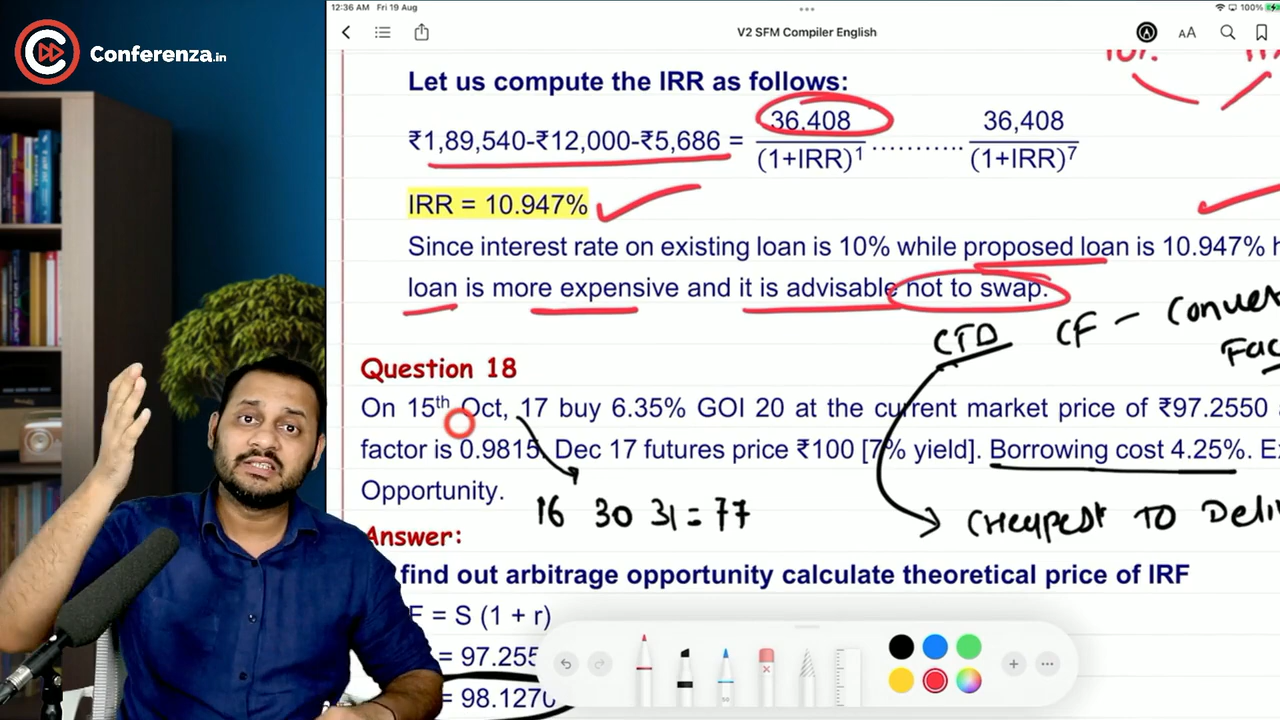 12:36 AM Fri 19 Aug
100%
Conferenza.in
V2 SFM Compiler English
AA
10%
Let us compute the IRR as follows:
₹1,89,540-₹12,000-₹5,686 = 36,408 / (1+IRR)¹ ........... 36,408 / (1+IRR)⁷
IRR = 10.947%
Since interest rate on existing loan is 10% while proposed loan is 10.947% h
loan is more expensive and it is advisable not to swap.
CTD CF -
Question 18
On 15th Oct, 17 buy 6.35% GOI 20 at the current market price of ₹97.2550
factor is 0.9815. Dec 17 futures price ₹100 [7% yield]. Borrowing cost 4.25%. E
Opportunity.
16 30 31 = 77
Cheapest To Deli
Answer:
find out arbitrage opportunity calculate theoretical price of IRF
F = S (1 + r)
= 97.255
= 98.1270